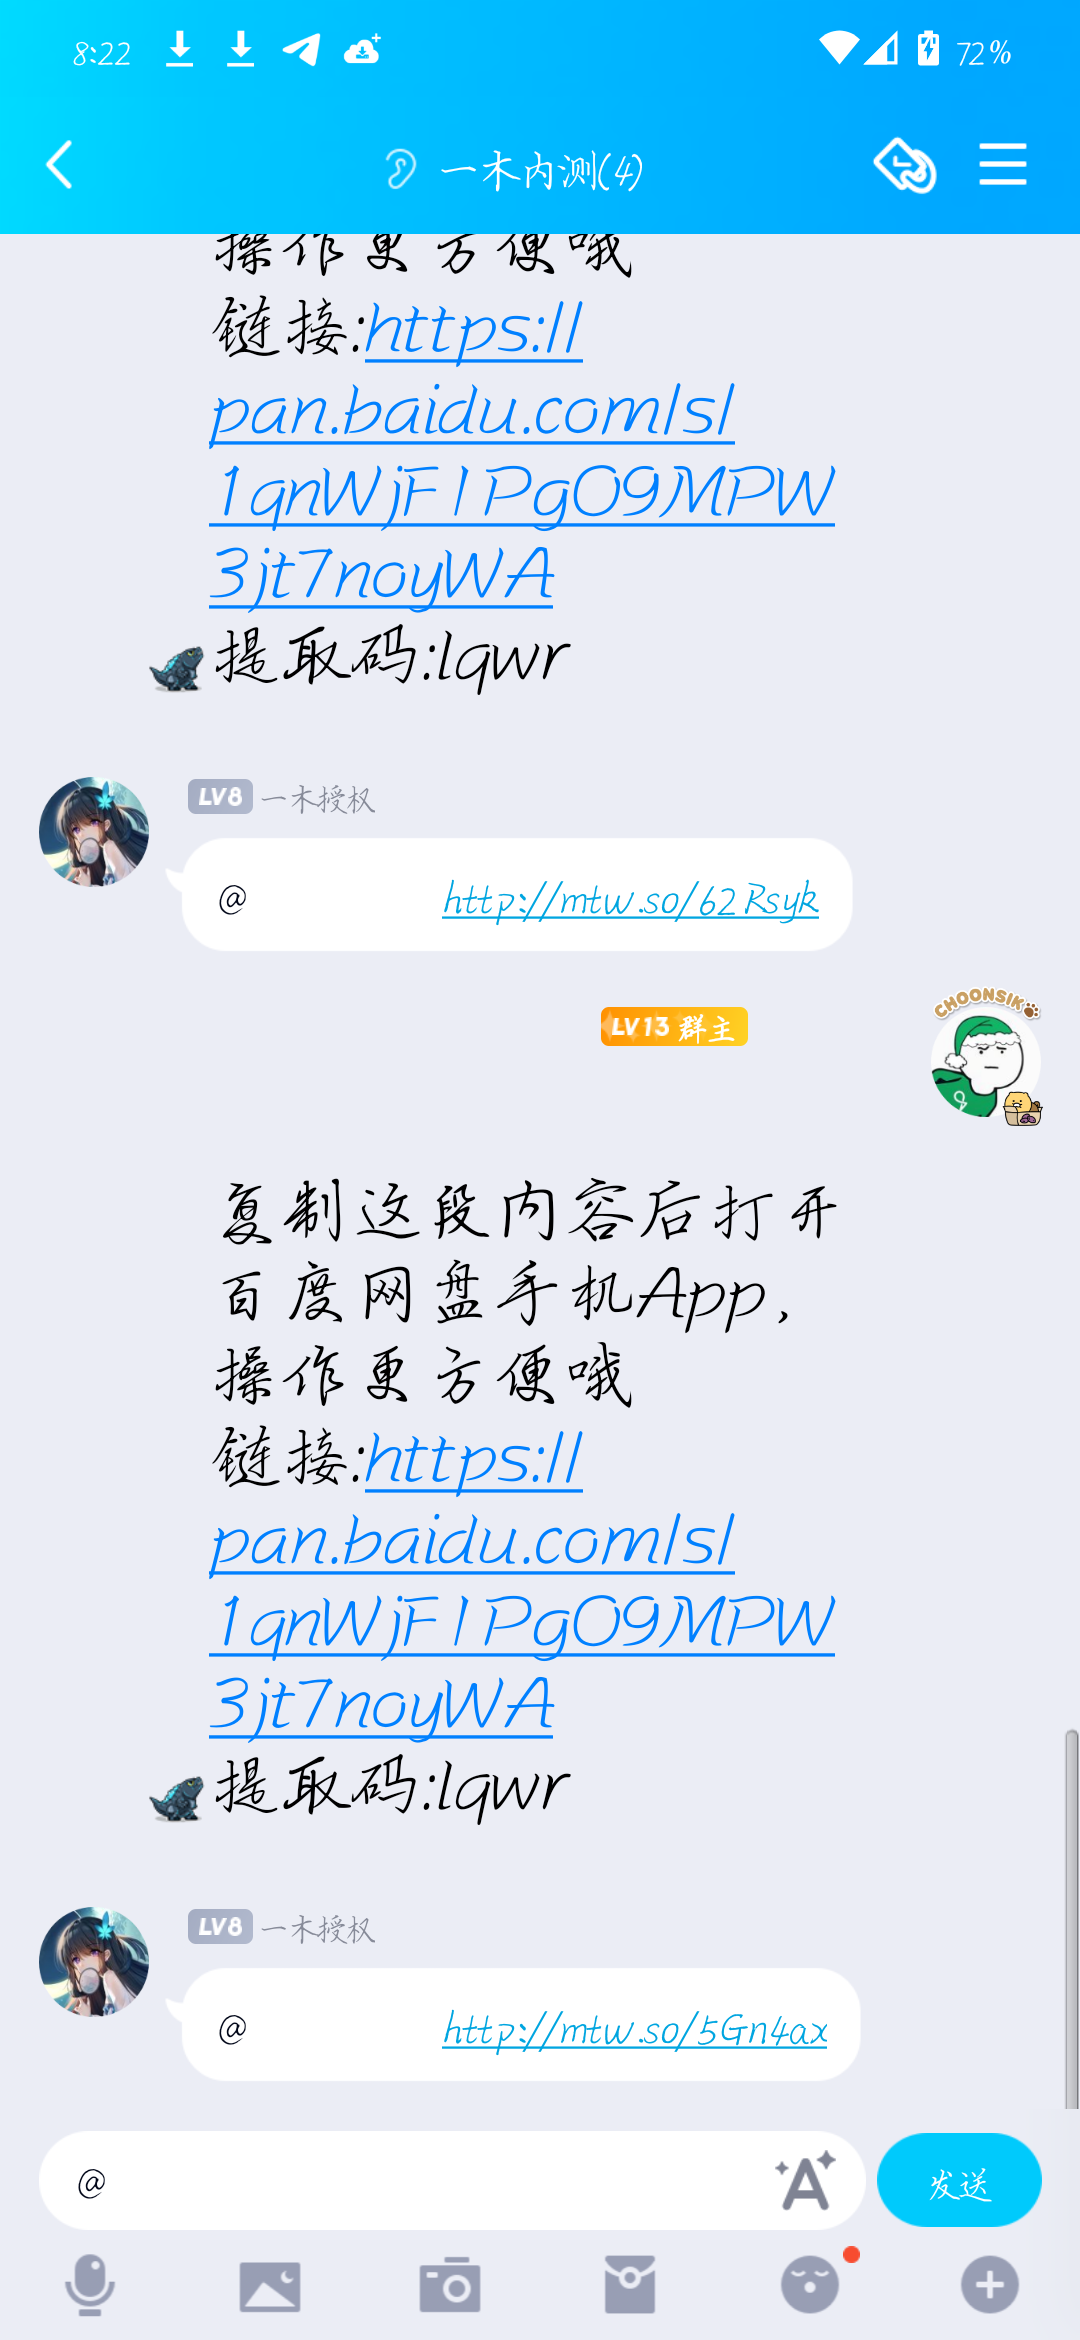 8:22
72%
一木内测(4)
操作更方便哦
链接:https://
pan.baidu.com/s/
1qnWjF1PgO9MPW
3jt7noyWA
提取码:lqwr
LV8 一木授权
@ http://mtw.so/62Rsyk
LV13 群主
CHOONSIK
复制这段内容后打开
百度网盘手机App,
操作更方便哦
链接:https://
pan.baidu.com/s/
1qnWjF1PgO9MPW
3jt7noyWA
提取码:lqwr
LV8 一木授权
@ http://mtw.so/5Gn4ax
@
发送